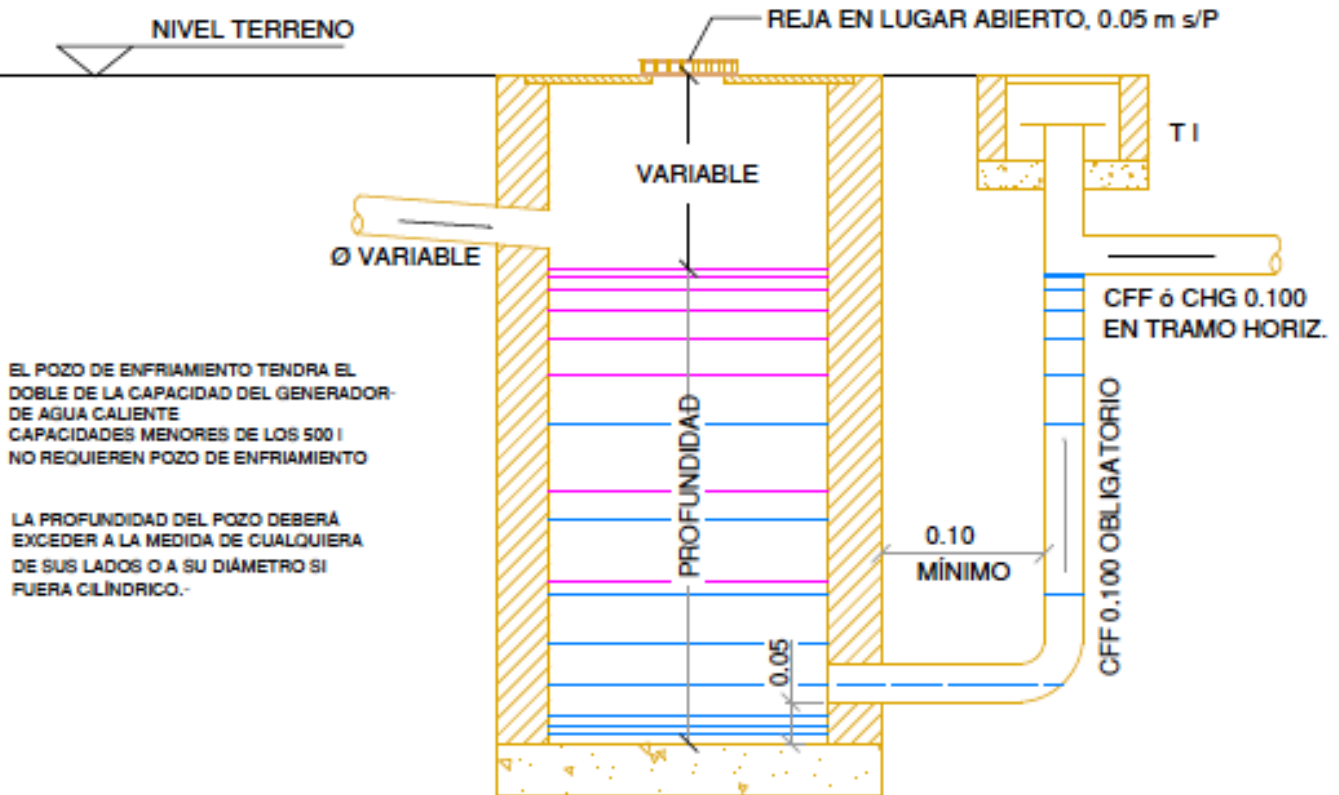 NIVEL TERRENO
REJA EN LUGAR ABIERTO, 0.05 m s/P
T I
VARIABLE
Ø VARIABLE
CFF ó CHG 0.100
EN TRAMO HORIZ.
EL POZO DE ENFRIAMIENTO TENDRA EL
DOBLE DE LA CAPACIDAD DEL GENERADOR-
DE AGUA CALIENTE
CAPACIDADES MENORES DE LOS 500 l
NO REQUIEREN POZO DE ENFRIAMIENTO
LA PROFUNDIDAD DEL POZO DEBERÁ
EXCEDER A LA MEDIDA DE CUALQUIERA
DE SUS LADOS O A SU DIÁMETRO SI
FUERA CILÍNDRICO.-
PROFUNDIDAD
0.10
MÍNIMO
CFF 0.100 OBLIGATORIO
0.05